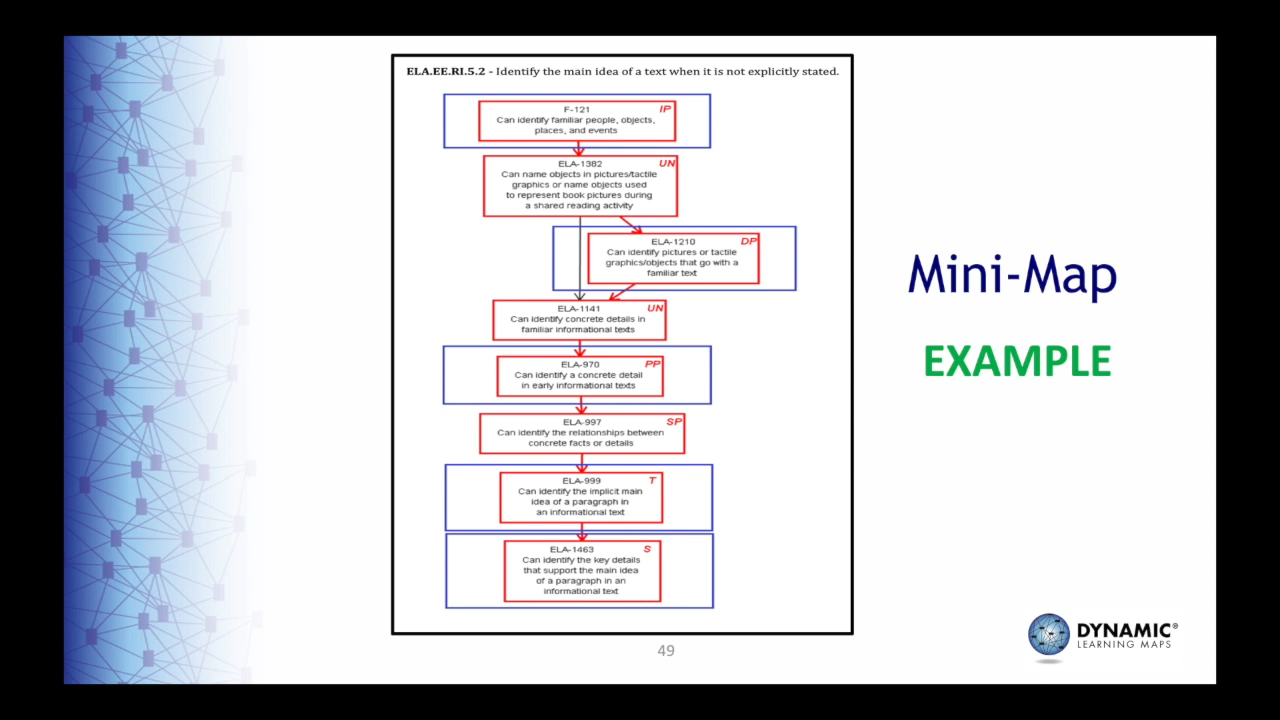 ELA.EE.RI.5.2 - Identify the main idea of a text when it is not explicitly stated.
F-121 IP
Can identify familiar people, objects,
places, and events
ELA-1382 UN
Can name objects in pictures/tactile
graphics or name objects used
to represent book pictures during
a shared reading activity
ELA-1210 DP
Can identify pictures or tactile
graphics/objects that go with a
familiar text
ELA-1141 UN
Can identify concrete details in
familiar informational texts
ELA-970 PP
Can identify a concrete detail
in early informational texts
ELA-997 SP
Can identify the relationships between
concrete facts or details
ELA-999 T
Can identify the implicit main
idea of a paragraph in
an informational text
ELA-1463 S
Can identify the key details
that support the main idea
of a paragraph in an
informational text
Mini-Map
EXAMPLE
49
DYNAMIC®
LEARNING MAPS